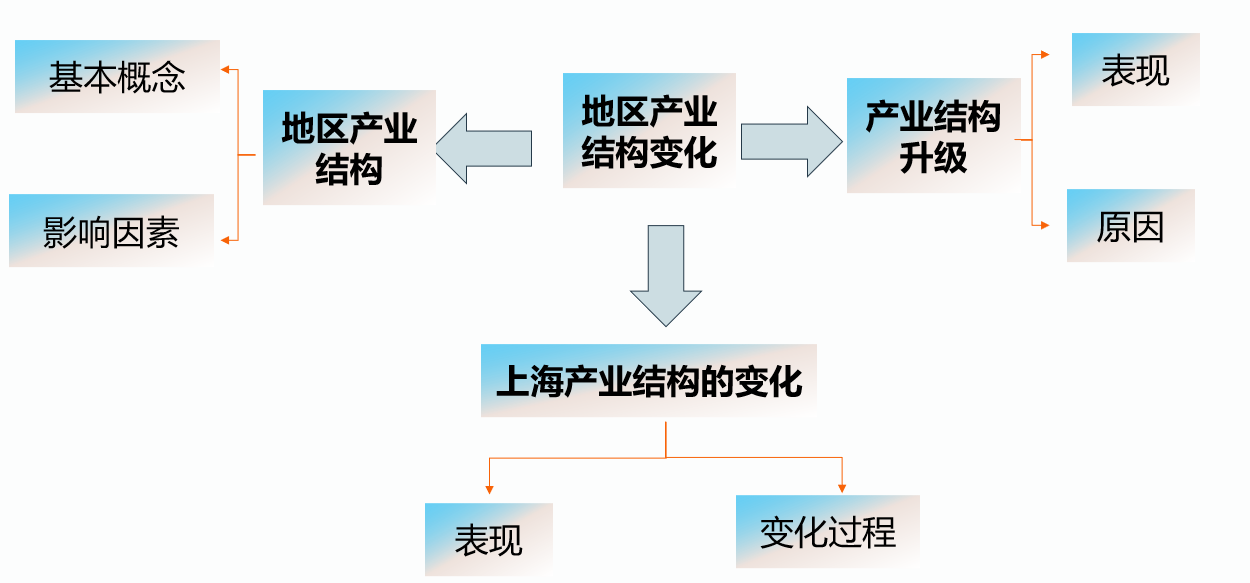 基本概念
影响因素
地区产业
结构
地区产业
结构变化
产业结构
升级
表现
原因
上海产业结构的变化
表现
变化过程